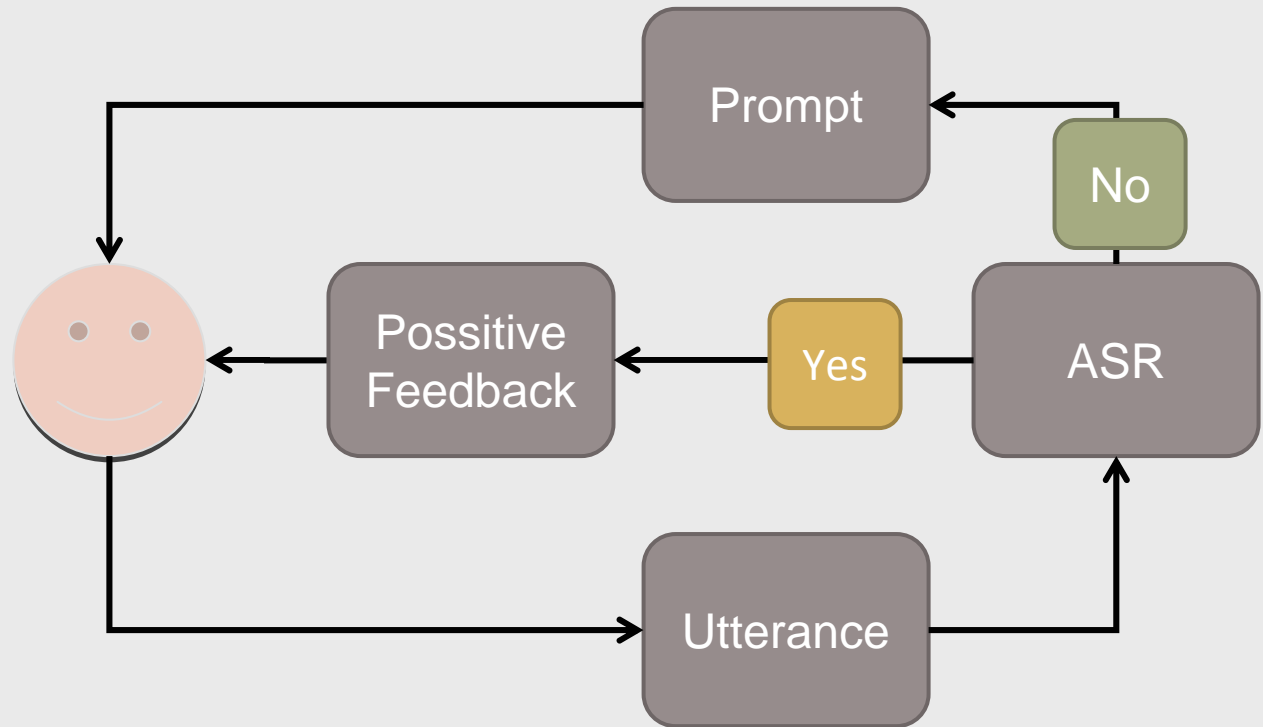 Prompt
No
Possitive
Feedback
Yes
ASR
Utterance